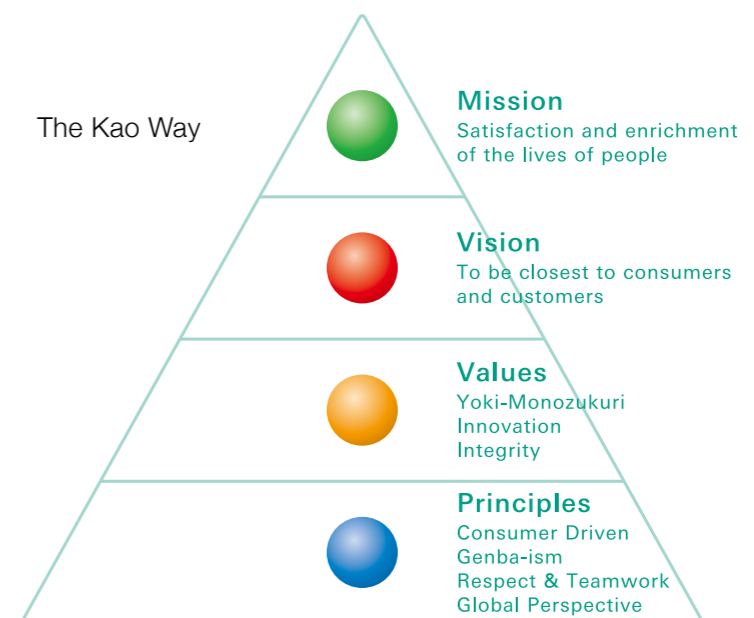 The Kao Way
Mission
Satisfaction and enrichment
of the lives of people
Vision
To be closest to consumers
and customers
Values
Yoki-Monozukuri
Innovation
Integrity
Principles
Consumer Driven
Genba-ism
Respect & Teamwork
Global Perspective